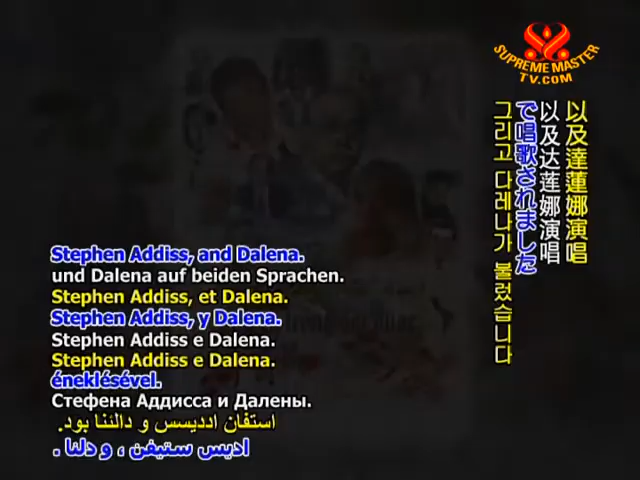 SUPREME MASTER
TV.COM
以及達蓮娜演唱
以及达莲娜演唱
で唱歌されました
그리고 다레나가 불렀습니다
Stephen Addiss, and Dalena.
und Dalena auf beiden Sprachen.
Stephen Addiss, et Dalena.
Stephen Addiss, y Dalena.
Stephen Addiss e Dalena.
Stephen Addiss e Dalena.
éneklésével.
Стефена Аддисса и Далены.
استفان اددیسس و دالئنا بود.
اديس ستيفن ، و دلنا .